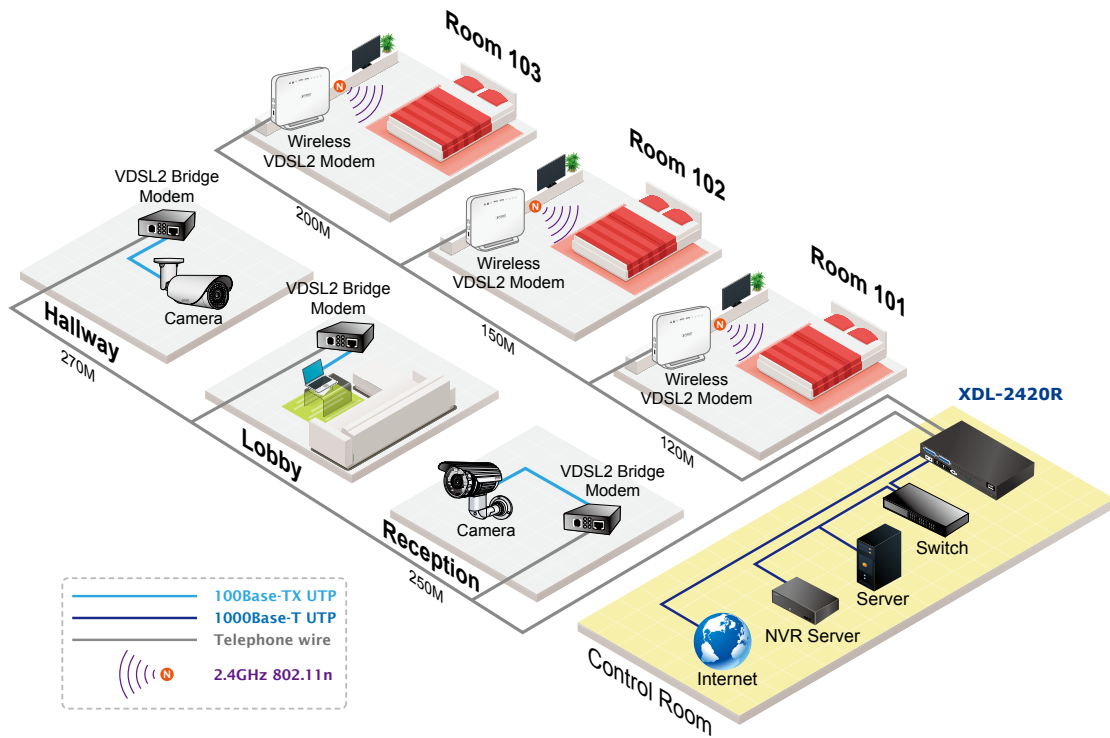 Room 103
N
Wireless
VDSL2 Modem
200M
Room 102
N
Wireless
VDSL2 Modem
150M
Room 101
N
Wireless
VDSL2 Modem
120M
VDSL2 Bridge
Modem
Camera
Hallway
270M
VDSL2 Bridge
Modem
Lobby
Camera
VDSL2 Bridge
Modem
Reception
250M
XDL-2420R
Switch
Server
NVR Server
Internet
Control Room
100Base-TX UTP
1000Base-T UTP
Telephone wire
N
2.4GHz 802.11n